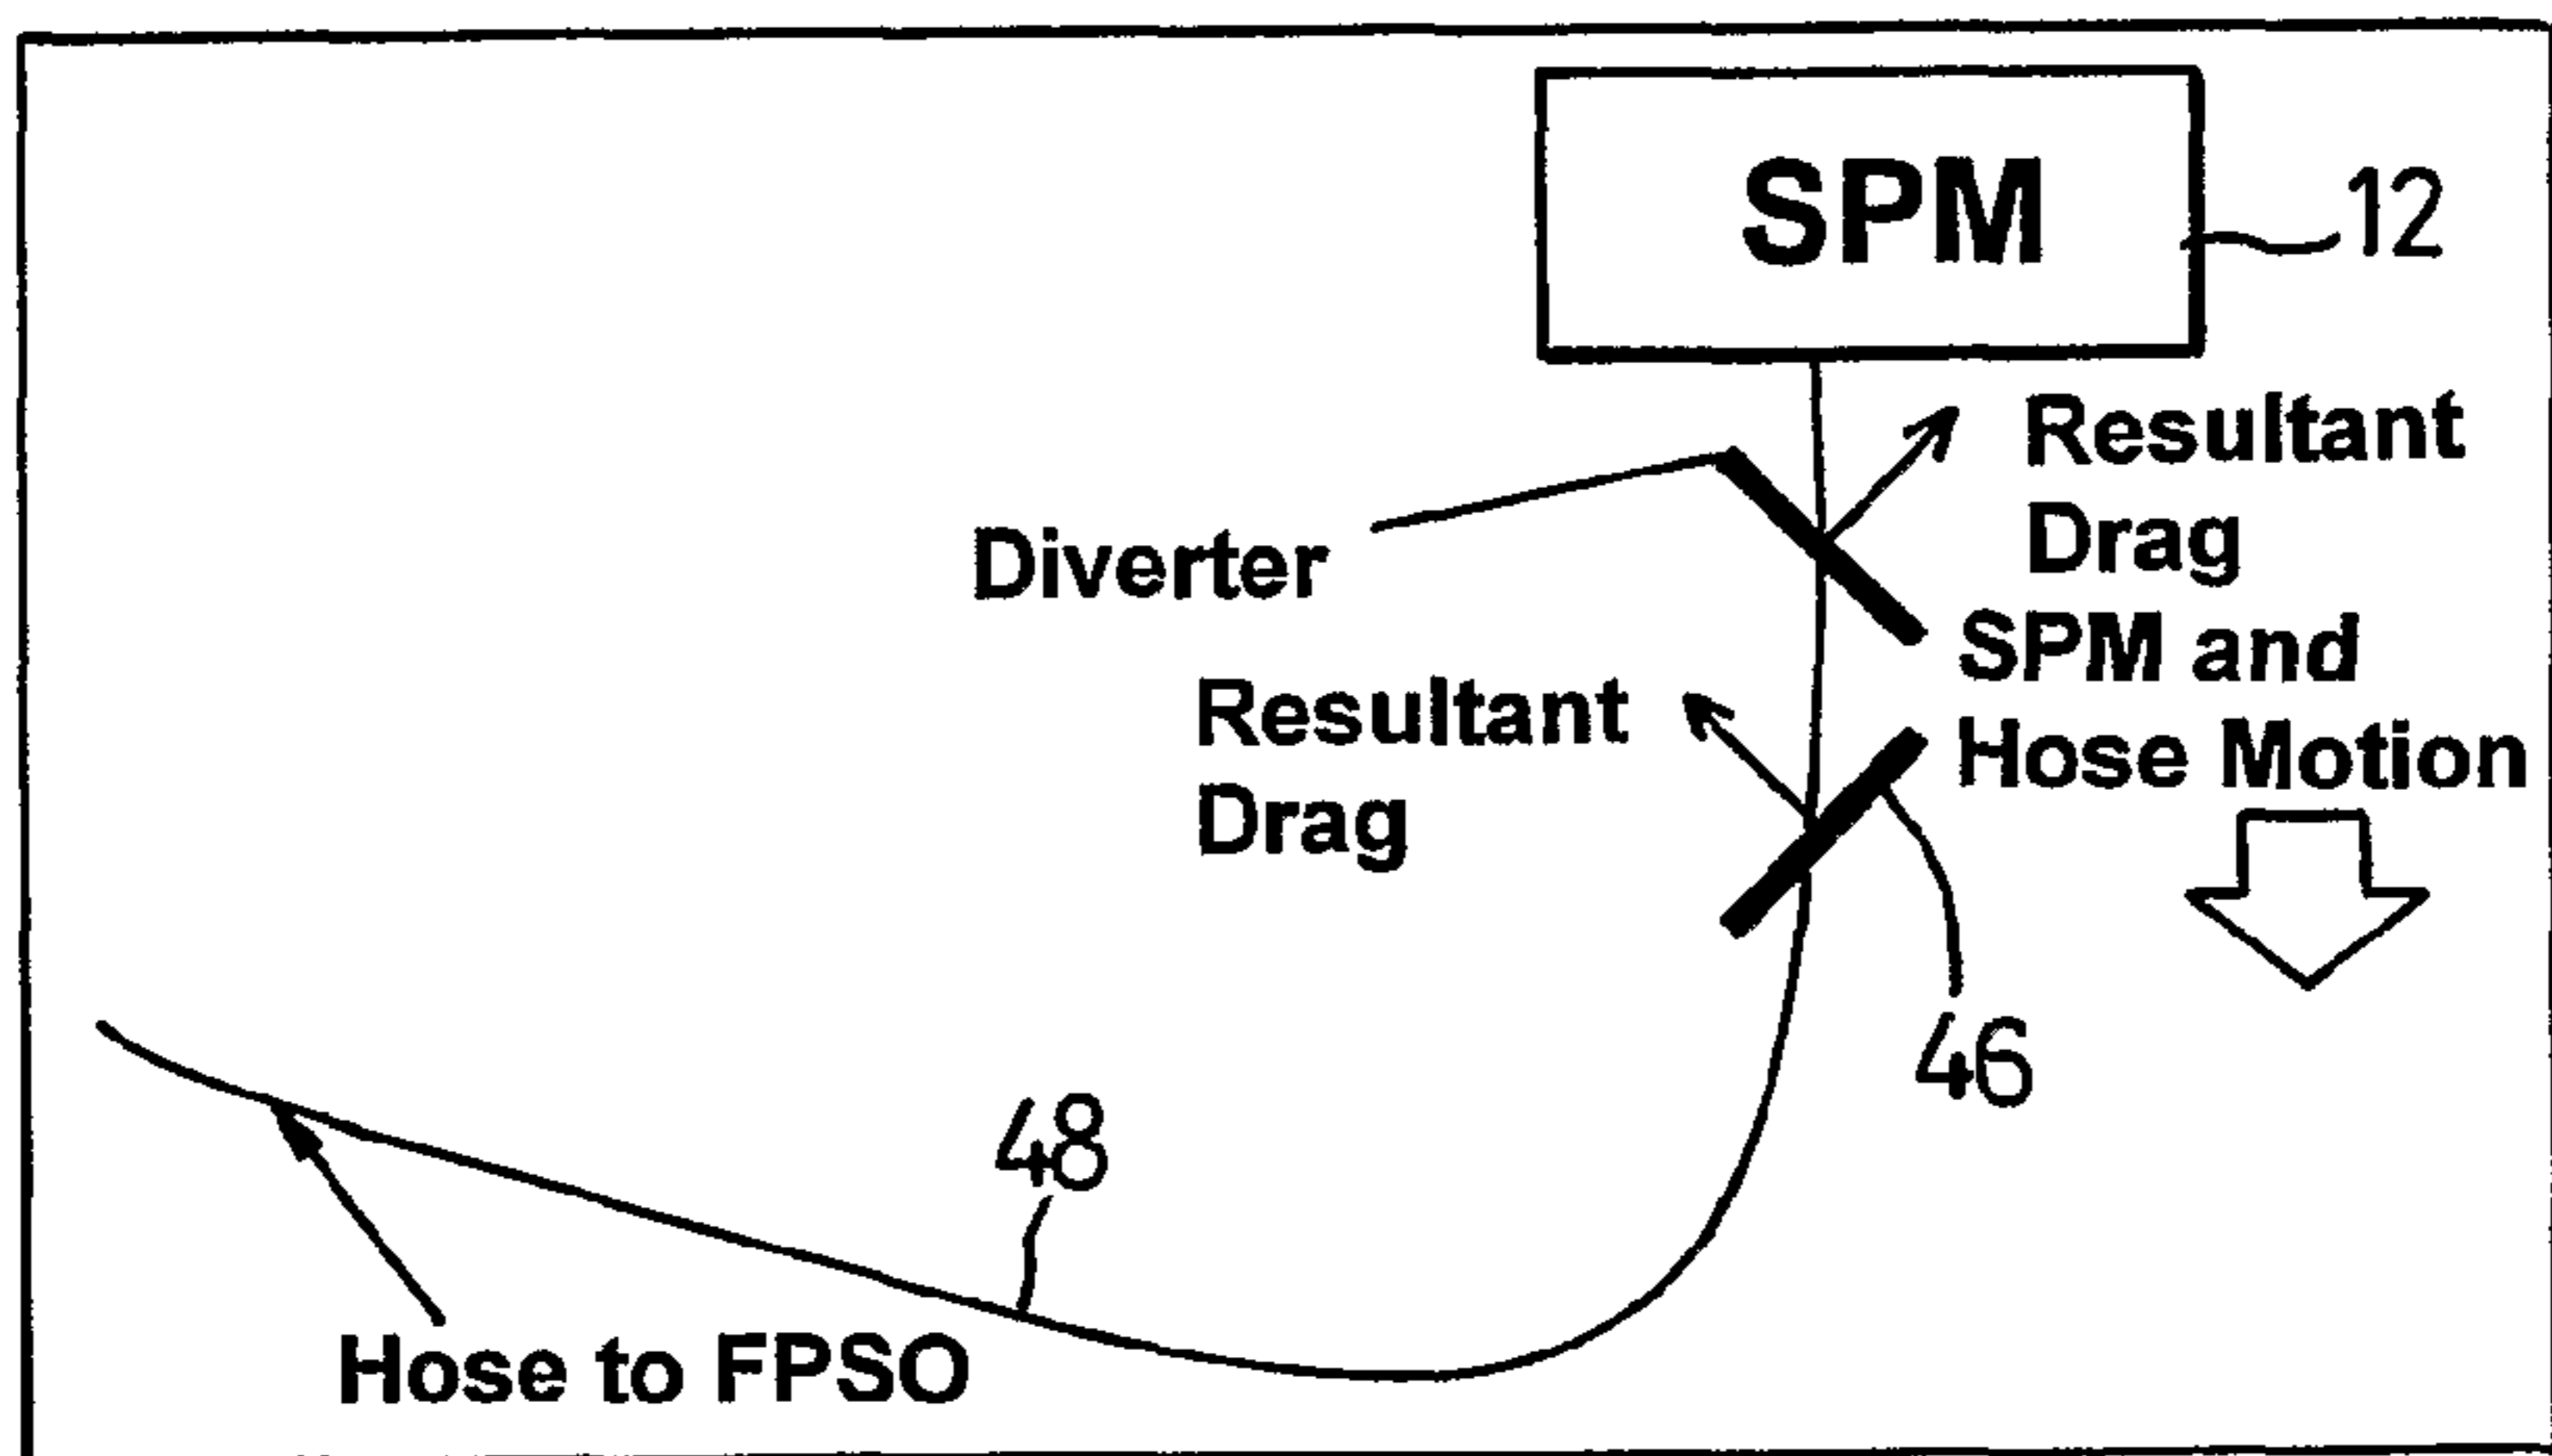 SPM
12
Resultant
Drag
Diverter
SPM and
Hose Motion
Resultant
Drag
46
48
Hose to FPSO